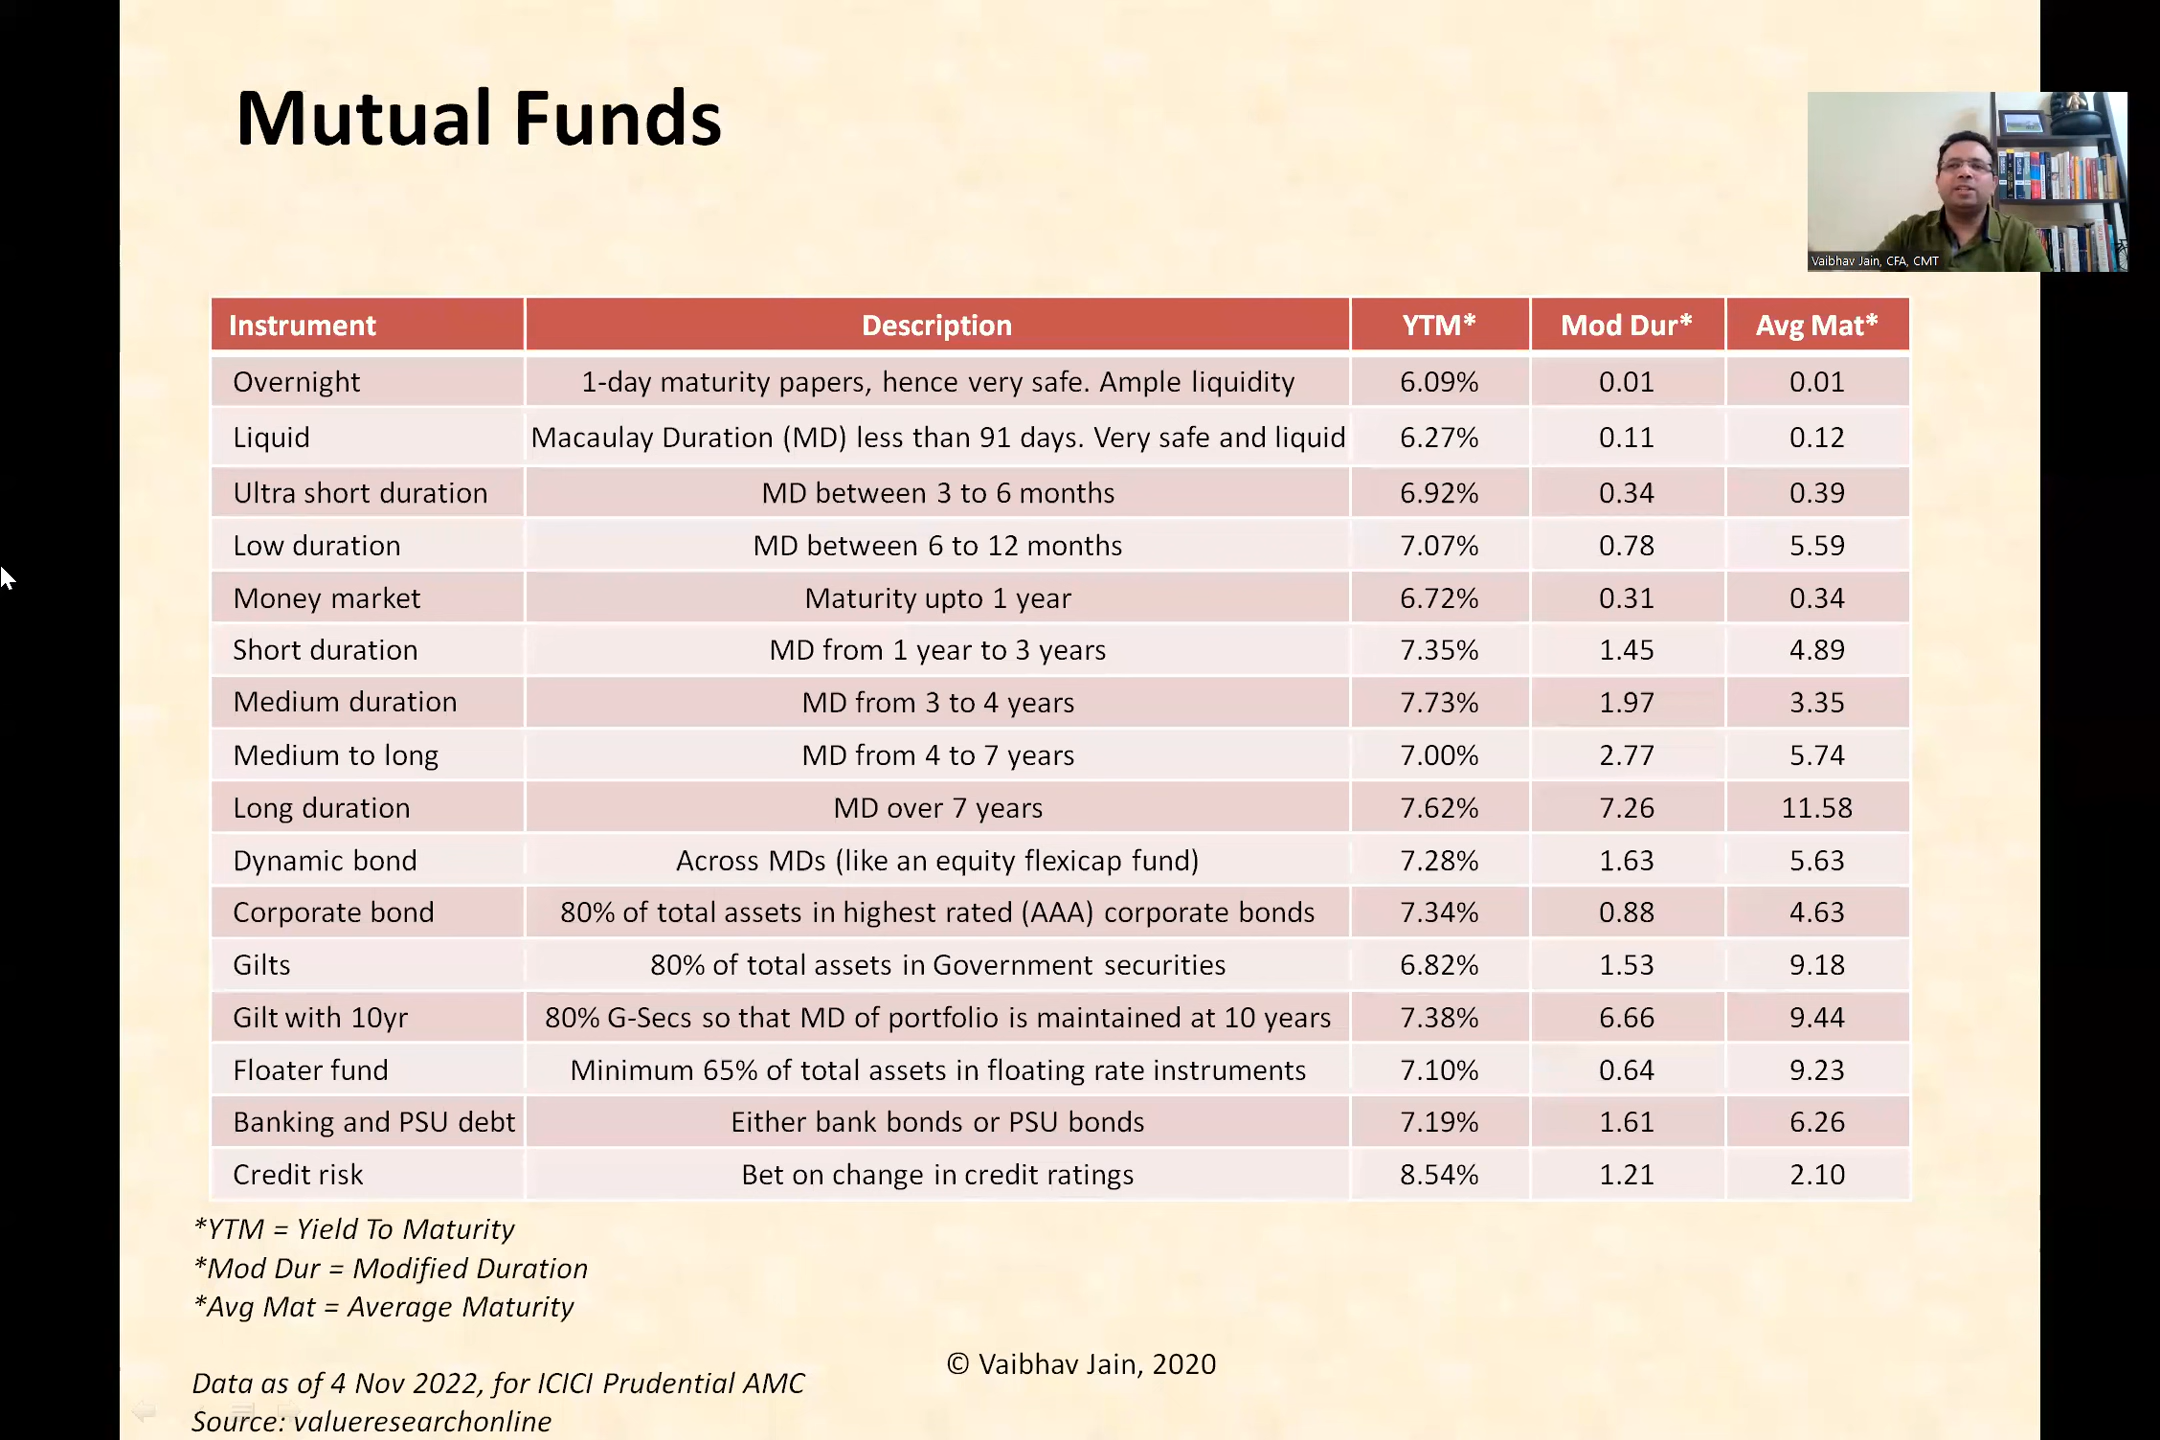 Mutual Funds
Vaibhav Jain, CFA, CMT
Instrument Description YTM* Mod Dur* Avg Mat*
Overnight 1-day maturity papers, hence very safe. Ample liquidity 6.09% 0.01 0.01
Liquid Macaulay Duration (MD) less than 91 days. Very safe and liquid 6.27% 0.11 0.12
Ultra short duration MD between 3 to 6 months 6.92% 0.34 0.39
Low duration MD between 6 to 12 months 7.07% 0.78 5.59
Money market Maturity upto 1 year 6.72% 0.31 0.34
Short duration MD from 1 year to 3 years 7.35% 1.45 4.89
Medium duration MD from 3 to 4 years 7.73% 1.97 3.35
Medium to long MD from 4 to 7 years 7.00% 2.77 5.74
Long duration MD over 7 years 7.62% 7.26 11.58
Dynamic bond Across MDs (like an equity flexicap fund) 7.28% 1.63 5.63
Corporate bond 80% of total assets in highest rated (AAA) corporate bonds 7.34% 0.88 4.63
Gilts 80% of total assets in Government securities 6.82% 1.53 9.18
Gilt with 10yr 80% G-Secs so that MD of portfolio is maintained at 10 years 7.38% 6.66 9.44
Floater fund Minimum 65% of total assets in floating rate instruments 7.10% 0.64 9.23
Banking and PSU debt Either bank bonds or PSU bonds 7.19% 1.61 6.26
Credit risk Bet on change in credit ratings 8.54% 1.21 2.10
*YTM = Yield To Maturity
*Mod Dur = Modified Duration
*Avg Mat = Average Maturity
© Vaibhav Jain, 2020
Data as of 4 Nov 2022, for ICICI Prudential AMC
Source: valueresearchonline